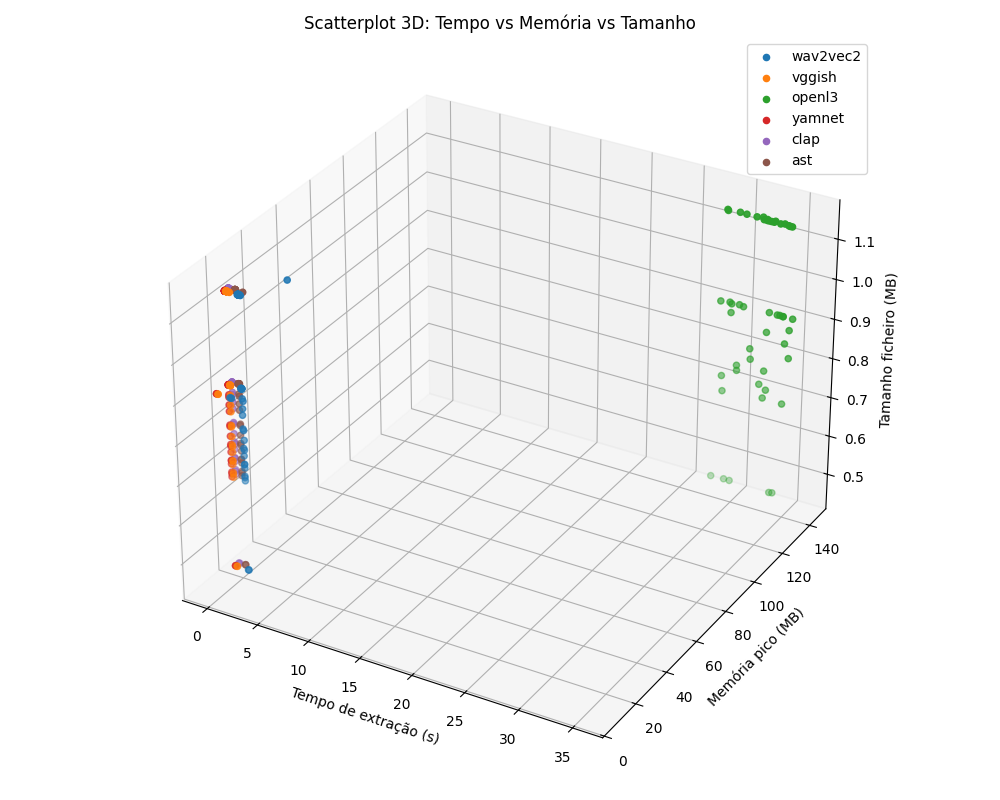 Scatterplot 3D: Tempo vs Memória vs Tamanho
wav2vec2
vggish
openl3
yamnet
clap
ast
1.1
1.0
0.9
0.8
0.7
0.6
0.5
Tamanho ficheiro (MB)
140
120
100
80
60
40
20
0
Memória pico (MB)
0
5
10
15
20
25
30
35
Tempo de extração (s)